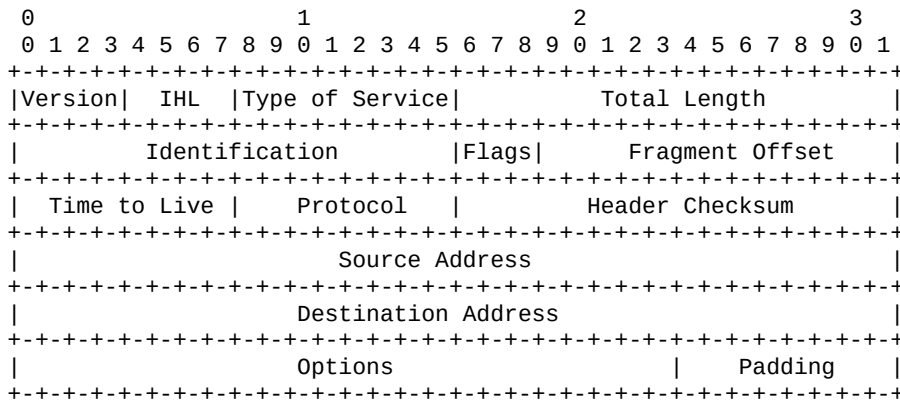 0                   1                   2                   3
 0 1 2 3 4 5 6 7 8 9 0 1 2 3 4 5 6 7 8 9 0 1 2 3 4 5 6 7 8 9 0 1
+-+-+-+-+-+-+-+-+-+-+-+-+-+-+-+-+-+-+-+-+-+-+-+-+-+-+-+-+-+-+-+-+
|Version|  IHL  |Type of Service|          Total Length         |
+-+-+-+-+-+-+-+-+-+-+-+-+-+-+-+-+-+-+-+-+-+-+-+-+-+-+-+-+-+-+-+-+
|         Identification        |Flags|      Fragment Offset    |
+-+-+-+-+-+-+-+-+-+-+-+-+-+-+-+-+-+-+-+-+-+-+-+-+-+-+-+-+-+-+-+-+
|  Time to Live |    Protocol   |         Header Checksum       |
+-+-+-+-+-+-+-+-+-+-+-+-+-+-+-+-+-+-+-+-+-+-+-+-+-+-+-+-+-+-+-+-+
|                       Source Address                          |
+-+-+-+-+-+-+-+-+-+-+-+-+-+-+-+-+-+-+-+-+-+-+-+-+-+-+-+-+-+-+-+-+
|                    Destination Address                        |
+-+-+-+-+-+-+-+-+-+-+-+-+-+-+-+-+-+-+-+-+-+-+-+-+-+-+-+-+-+-+-+-+
|                    Options                    |    Padding    |
+-+-+-+-+-+-+-+-+-+-+-+-+-+-+-+-+-+-+-+-+-+-+-+-+-+-+-+-+-+-+-+-+